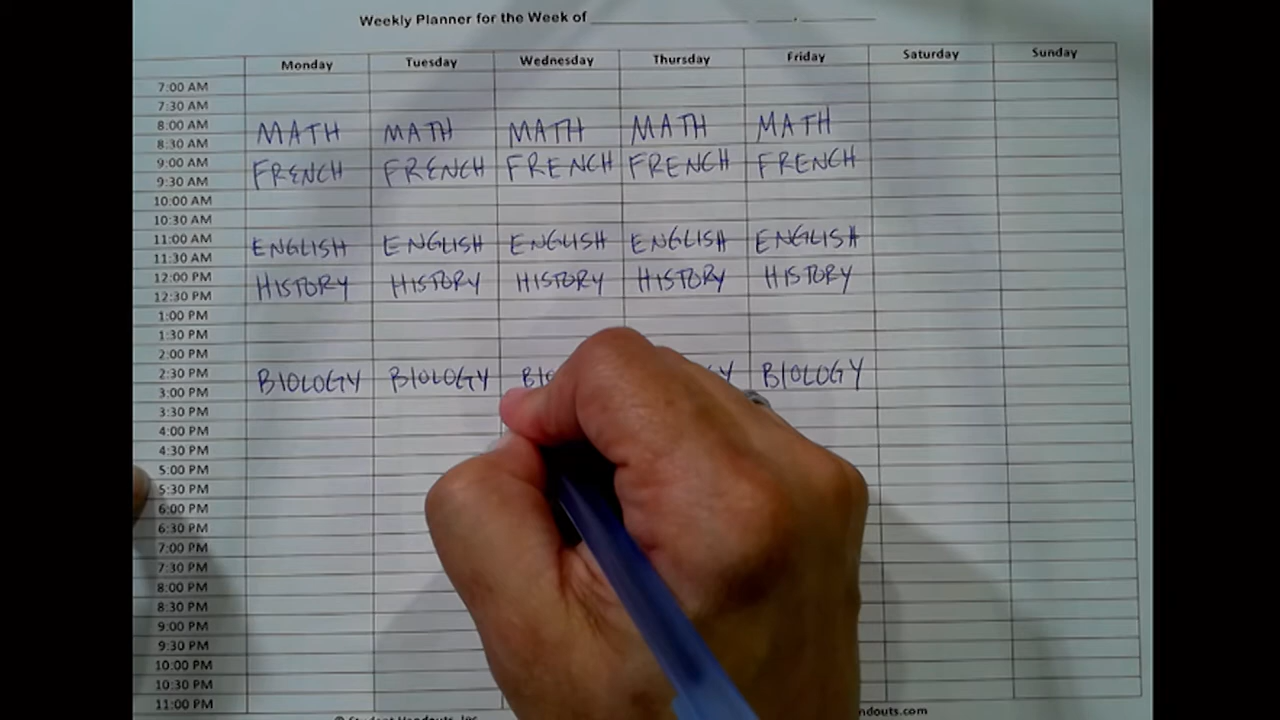 Weekly Planner for the Week of ____________ ____, ________
Monday Tuesday Wednesday Thursday Friday Saturday Sunday
7:00 AM
7:30 AM
8:00 AM MATH MATH MATH MATH MATH
8:30 AM
9:00 AM FRENCH FRENCH FRENCH FRENCH FRENCH
9:30 AM
10:00 AM
10:30 AM
11:00 AM ENGLISH ENGLISH ENGLISH ENGLISH ENGLISH
11:30 AM
12:00 PM HISTORY HISTORY HISTORY HISTORY HISTORY
12:30 PM
1:00 PM
1:30 PM
2:00 PM
2:30 PM BIOLOGY BIOLOGY BIOLOGY
3:00 PM
3:30 PM
4:00 PM
4:30 PM
5:00 PM
5:30 PM
6:00 PM
6:30 PM
7:00 PM
7:30 PM
8:00 PM
8:30 PM
9:00 PM
9:30 PM
10:00 PM
10:30 PM
11:00 PM